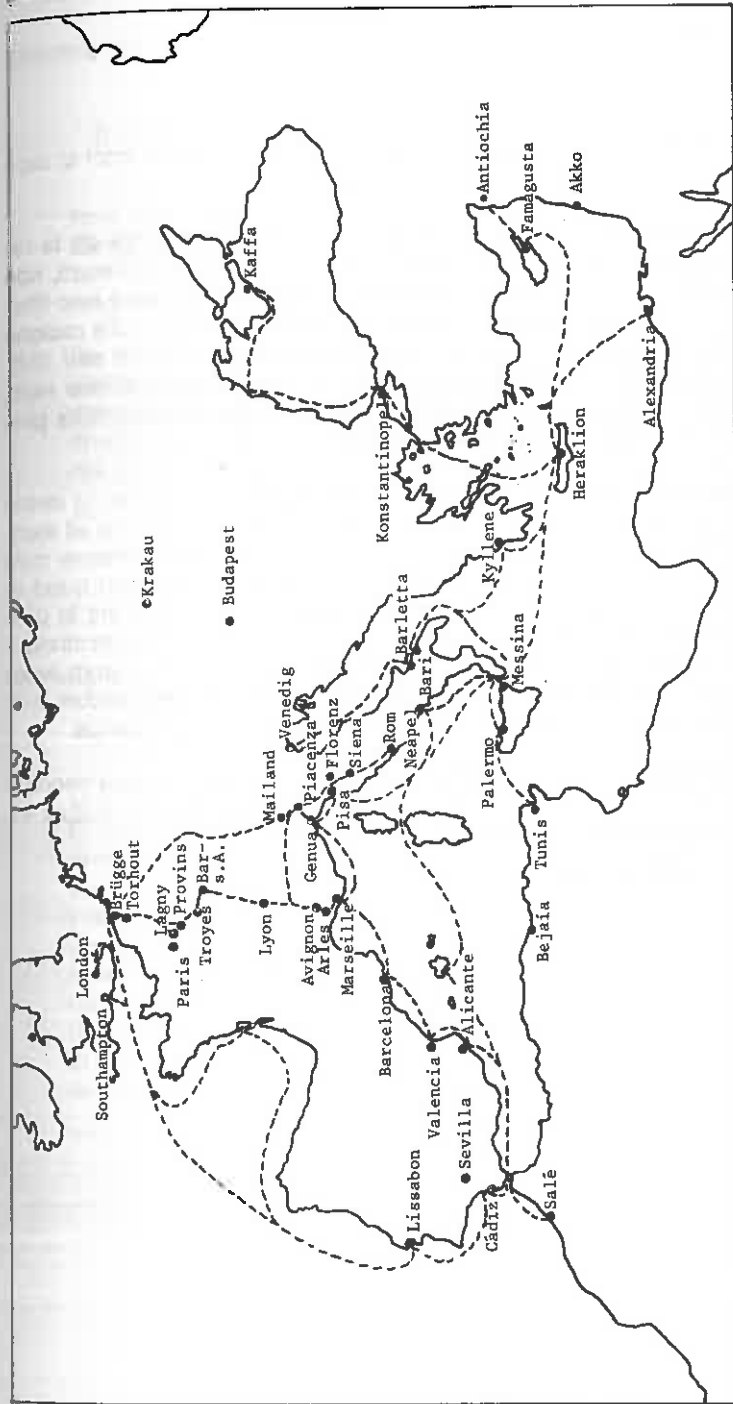 London
Southampton
Brügge
Torhout
Lagny
Provins
Paris
Bar-
s.A.
Troyes
Lyon
Avignon
Arles
Marseille
Mailand
Venedig
Piacenza
Genua
Florenz
Pisa
Siena
Rom
Neapel
Barletta
Bari
Krakau
Budapest
Kaffa
Konstantinopel
Barcelona
Valencia
Alicante
Sevilla
Lissabon
Cádiz
Salé
Bejaia
Tunis
Palermo
Messina
Kyllene
Heraklion
Antiochia
Famagusta
Akko
Alexandria